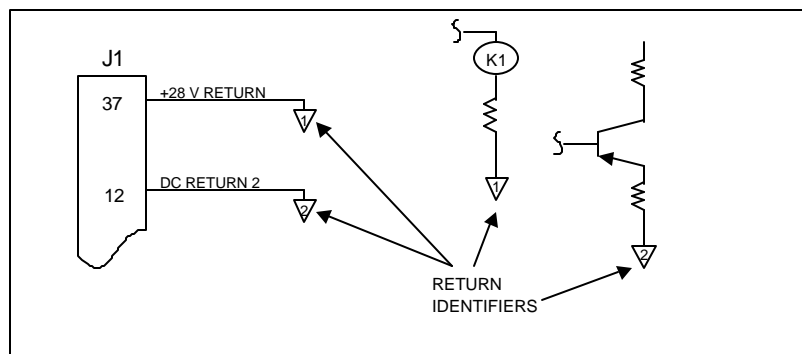 J1
37
+28 V RETURN
1
12
DC RETURN 2
2
K1
1
2
RETURN
IDENTIFIERS